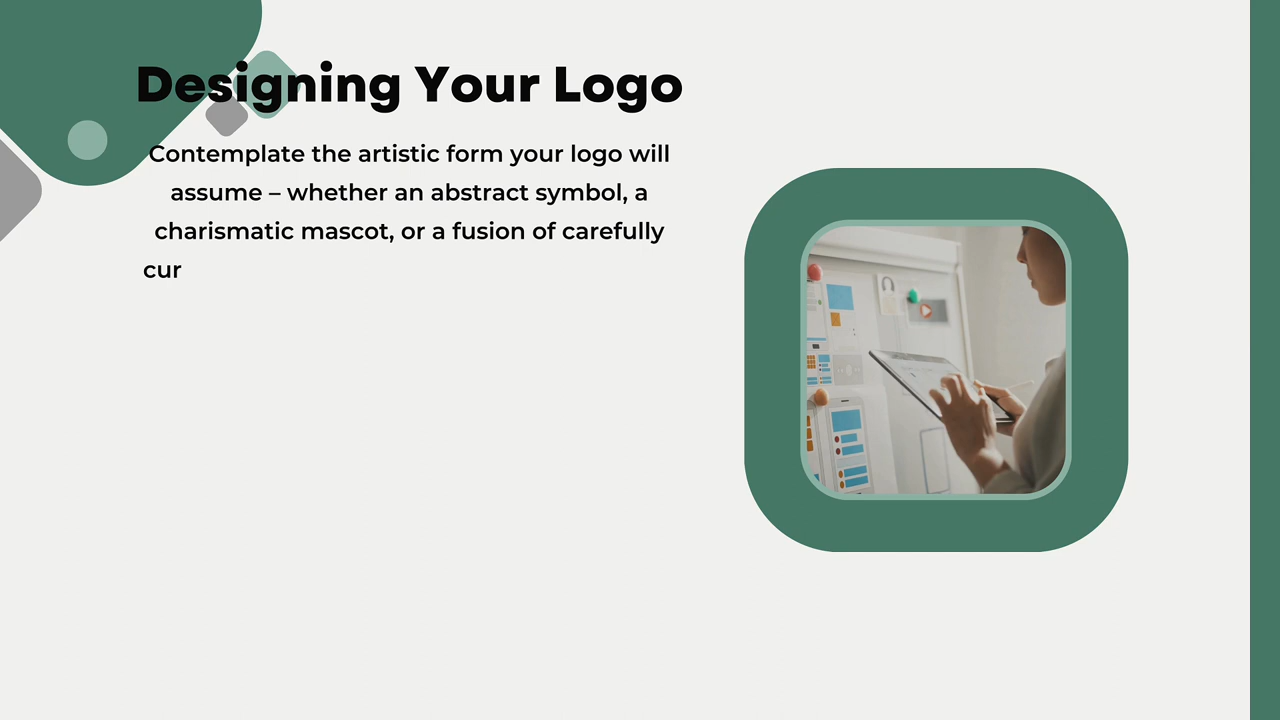 Designing Your Logo
Contemplate the artistic form your logo will
assume – whether an abstract symbol, a
charismatic mascot, or a fusion of carefully
cur